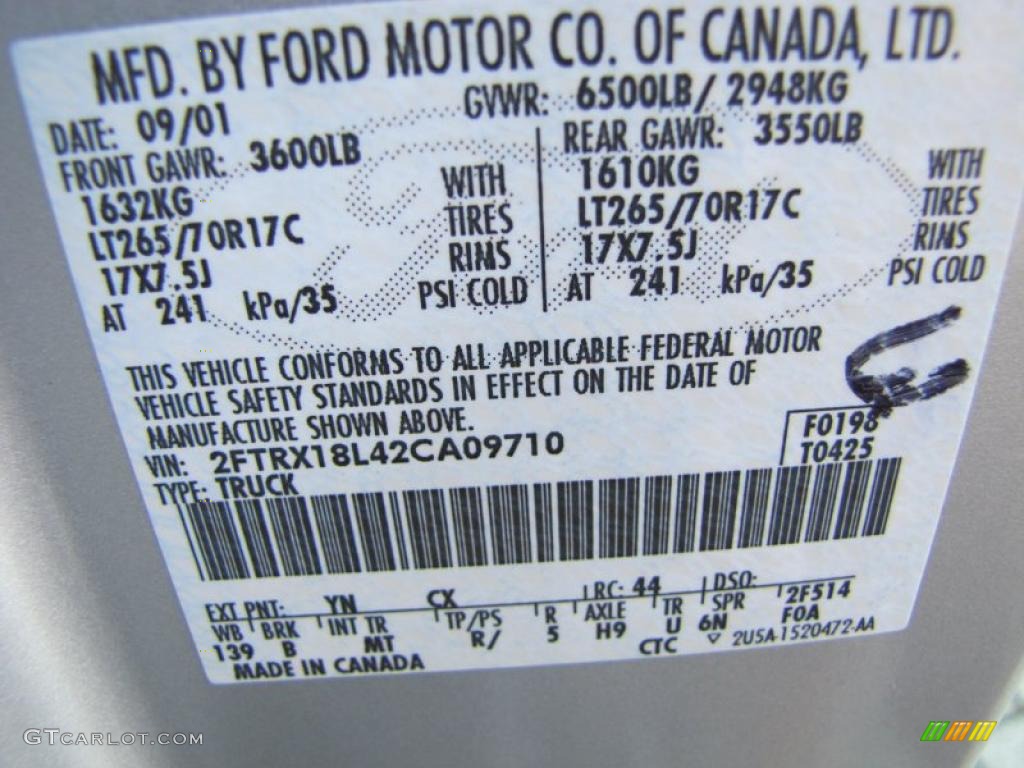 MFD. BY FORD MOTOR CO. OF CANADA, LTD.
DATE: 09/01 GVWR: 6500LB/ 2948KG
FRONT GAWR: 3600LB REAR GAWR: 3550LB
1632KG WITH 1610KG WITH
LT265/70R17C TIRES LT265/70R17C TIRES
17X7.5J RIMS 17X7.5J RIMS
AT 241 kPa/35 PSI COLD AT 241 kPa/35 PSI COLD
THIS VEHICLE CONFORMS TO ALL APPLICABLE FEDERAL MOTOR
VEHICLE SAFETY STANDARDS IN EFFECT ON THE DATE OF
MANUFACTURE SHOWN ABOVE.
F0198
VIN: 2FTRX18L42CA09710 T0425
TYPE: TRUCK
EXT PNT: YN CX RC: 44 DSO: 2F514
WB BRK INT TR TP/PS R AXLE TR SPR F0A
139 B MT R/ 5 H9 U 6N
MADE IN CANADA CTC ▽ 2U5A-1520472-AA
GTCARLOT.COM